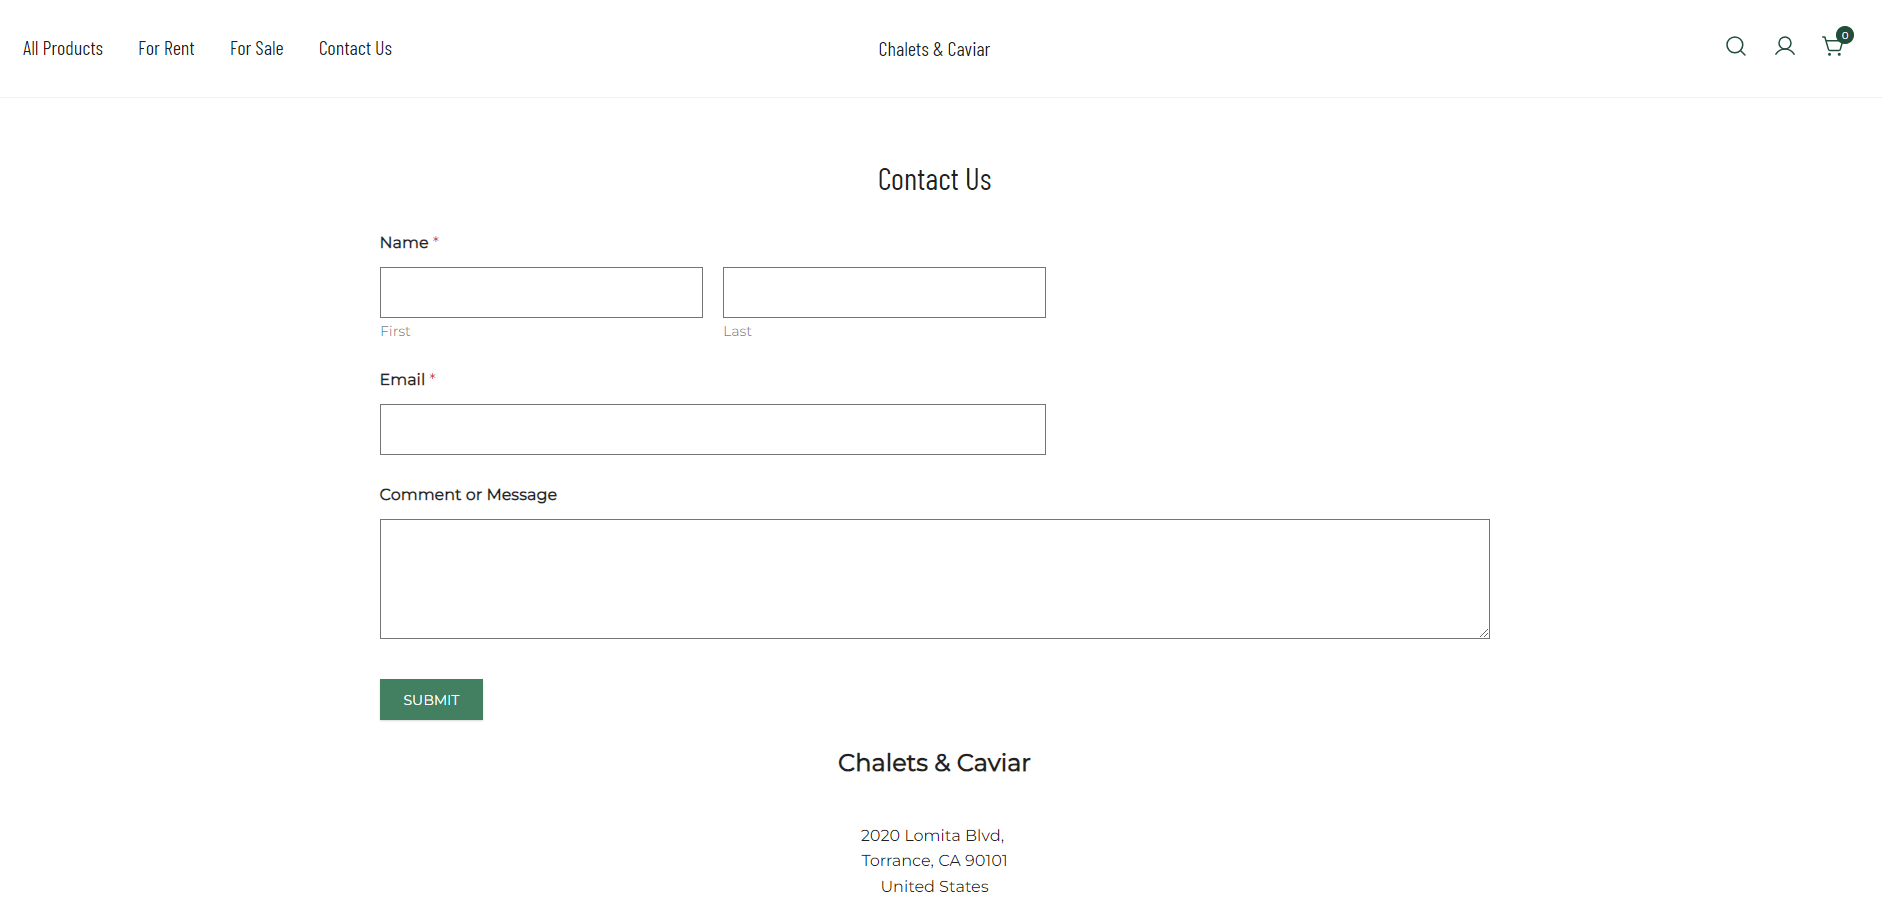 All Products For Rent For Sale Contact Us Chalets & Caviar 0
Contact Us
Name *
First Last
Email *
Comment or Message
SUBMIT
Chalets & Caviar
2020 Lomita Blvd,
Torrance, CA 90101
United States